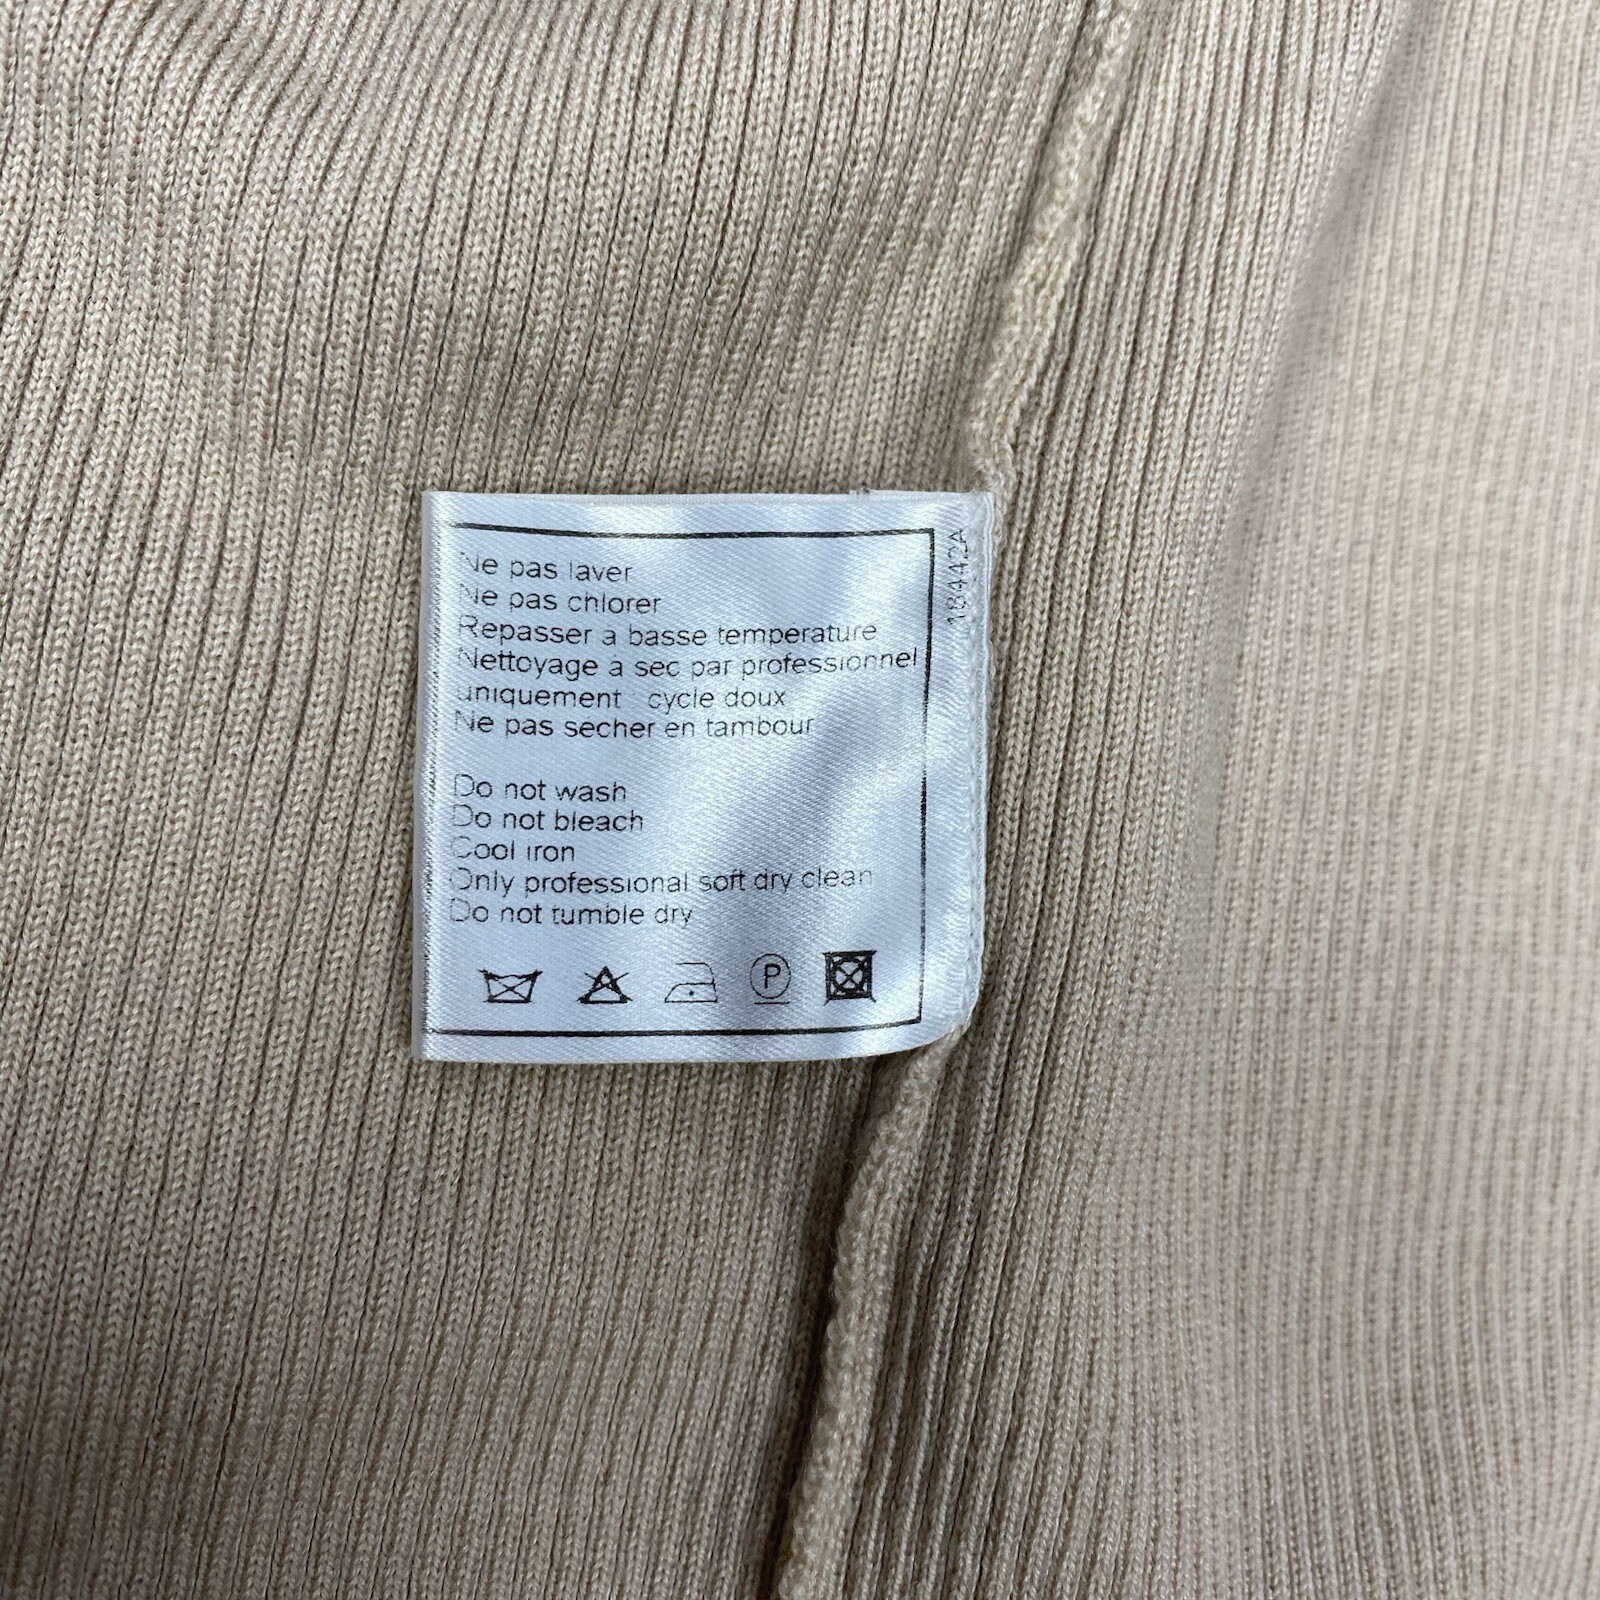 Ne pas laver
Ne pas chlorer
Repasser a basse temperature
Nettoyage a sec par professionnel
uniquement : cycle doux
Ne pas secher en tambour
Do not wash
Do not bleach
Cool iron
Only professional soft dry clean
Do not tumble dry
P
18442A